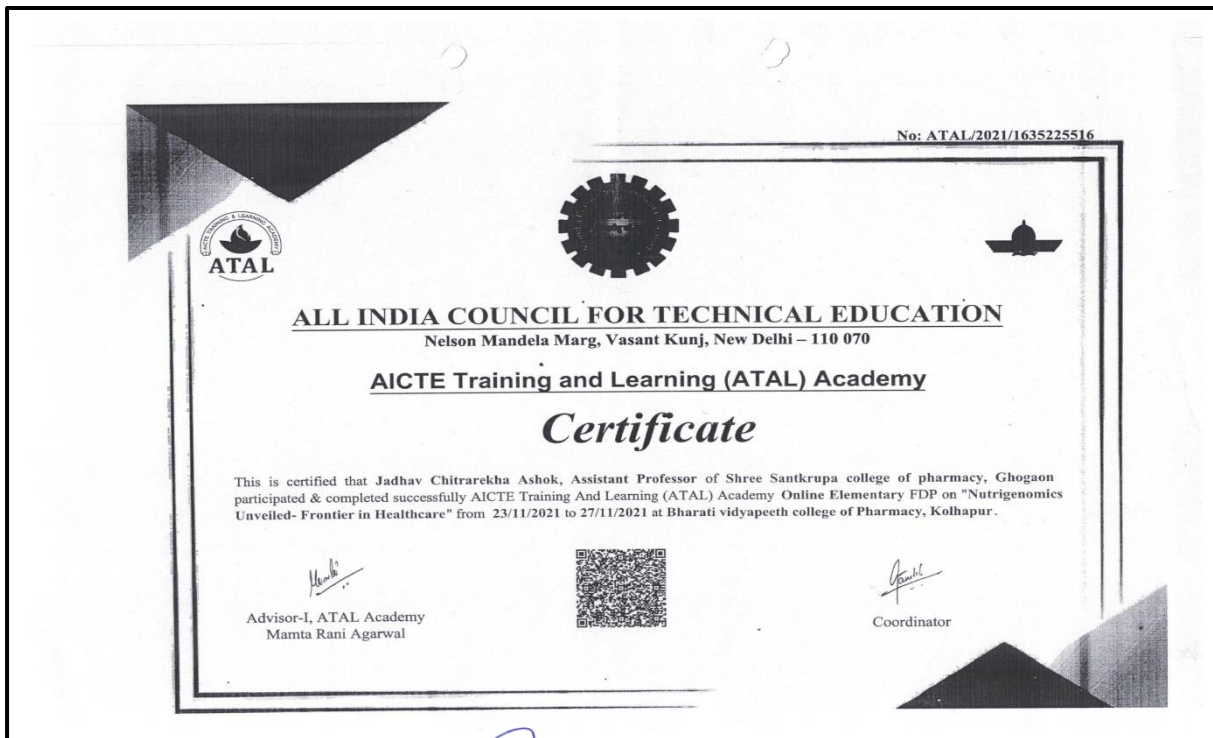 No: ATAL/2021/1635225516
AICTE TRAINING & LEARNING ACADEMY
ATAL
ALL INDIA COUNCIL FOR TECHNICAL EDUCATION
Nelson Mandela Marg, Vasant Kunj, New Delhi – 110 070
AICTE Training and Learning (ATAL) Academy
Certificate
This is certified that Jadhav Chitrarekha Ashok, Assistant Professor of Shree Santkrupa college of pharmacy, Ghogaon
participated & completed successfully AICTE Training And Learning (ATAL) Academy Online Elementary FDP on "Nutrigenomics
Unveiled- Frontier in Healthcare" from 23/11/2021 to 27/11/2021 at Bharati vidyapeeth college of Pharmacy, Kolhapur.
Advisor-I, ATAL Academy
Mamta Rani Agarwal
Coordinator